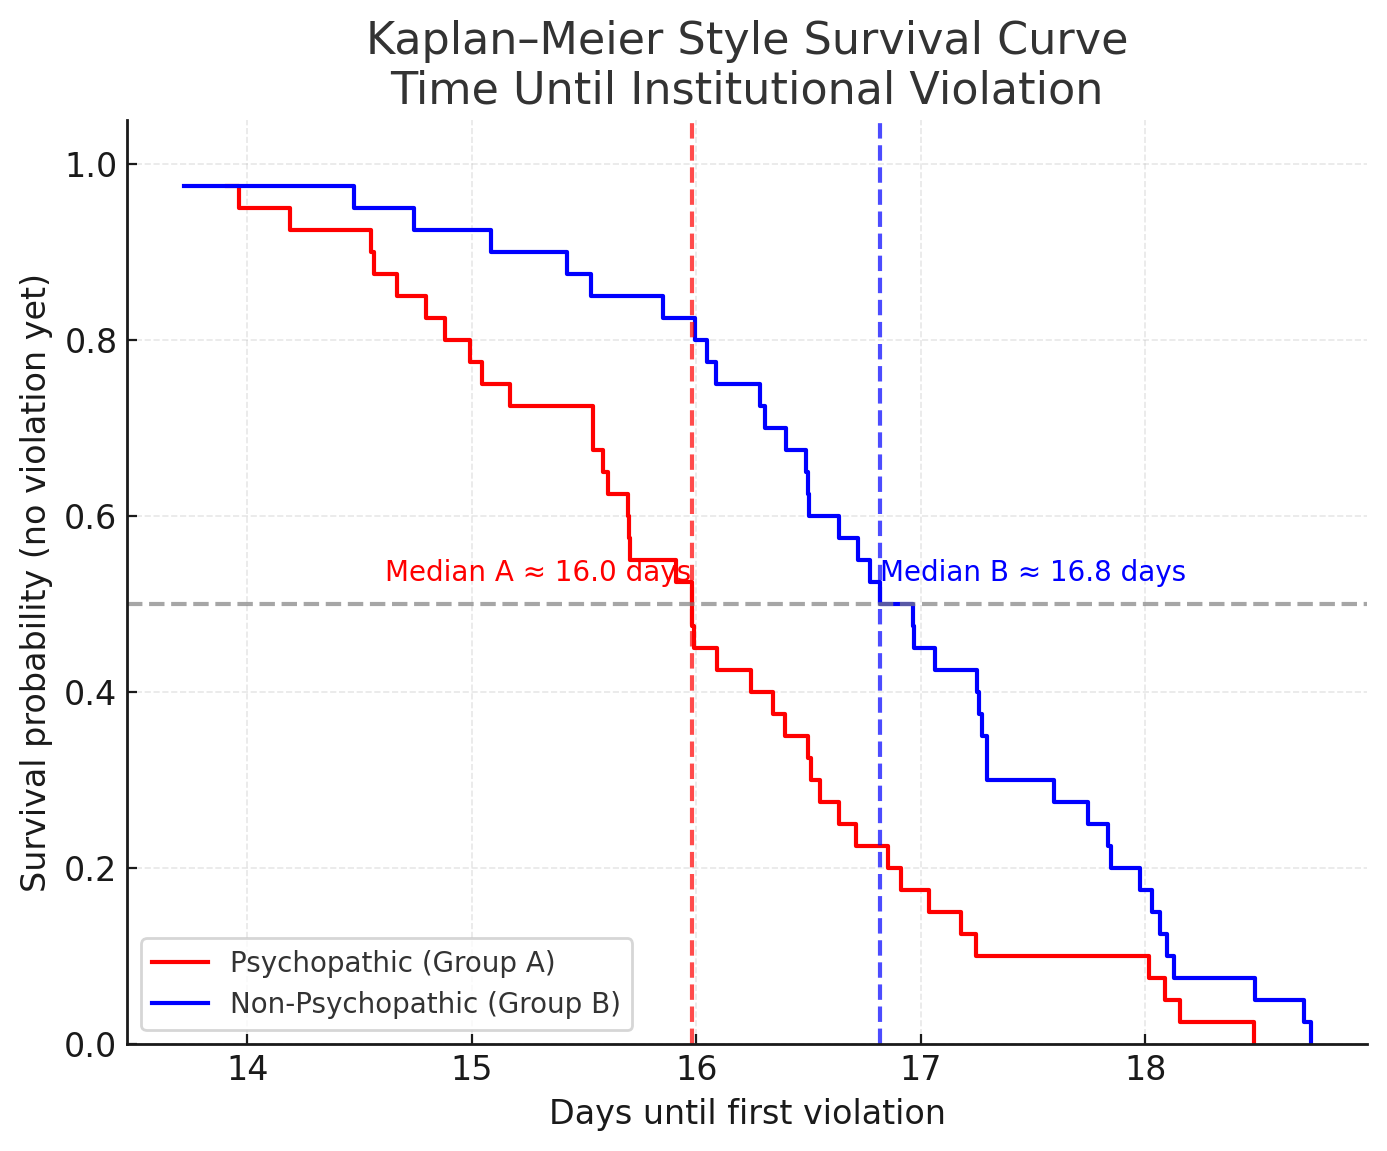 Kaplan–Meier Style Survival Curve
Time Until Institutional Violation
Survival probability (no violation yet)
1.0
0.8
0.6
0.4
0.2
0.0
Median A ≈ 16.0 days
Median B ≈ 16.8 days
Psychopathic (Group A)
Non-Psychopathic (Group B)
14
15
16
17
18
Days until first violation